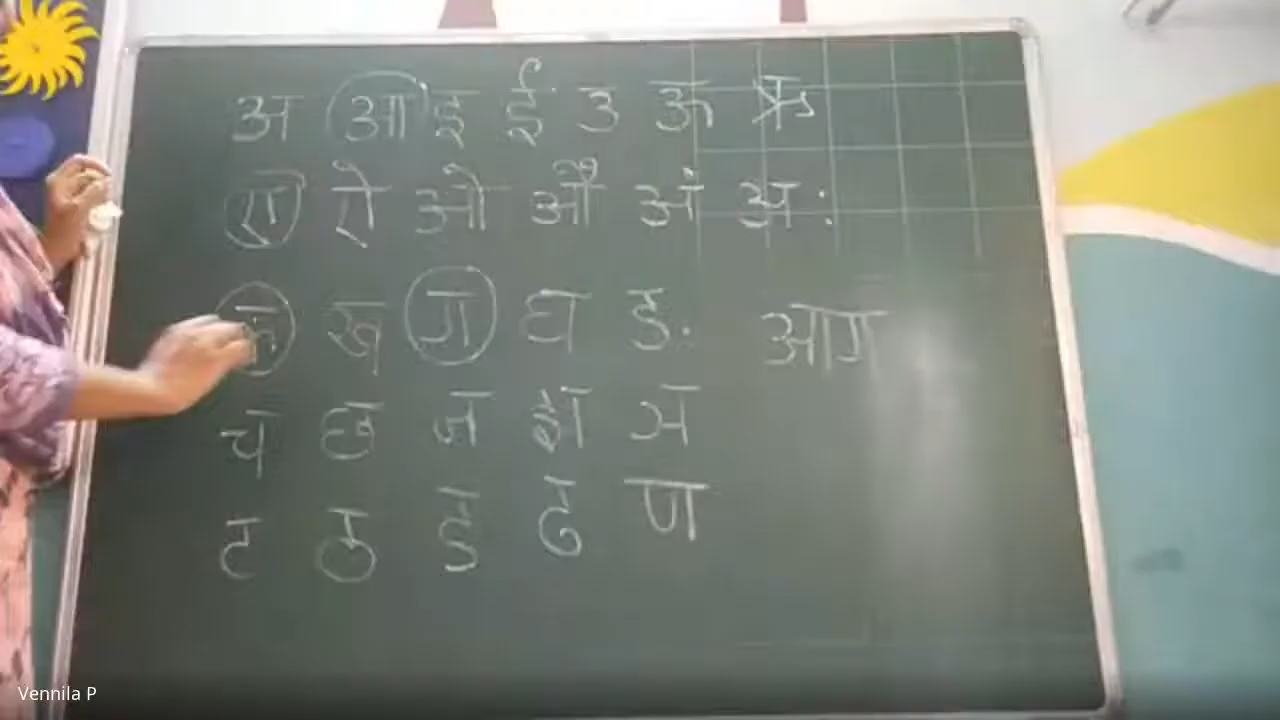 अ आ इ ई उ ऊ ऋ
ए ऐ ओ औ अं अः
क ख ग घ ङ
आग
च छ ज झ ञ
ट ठ ड ढ ण
Vennila P